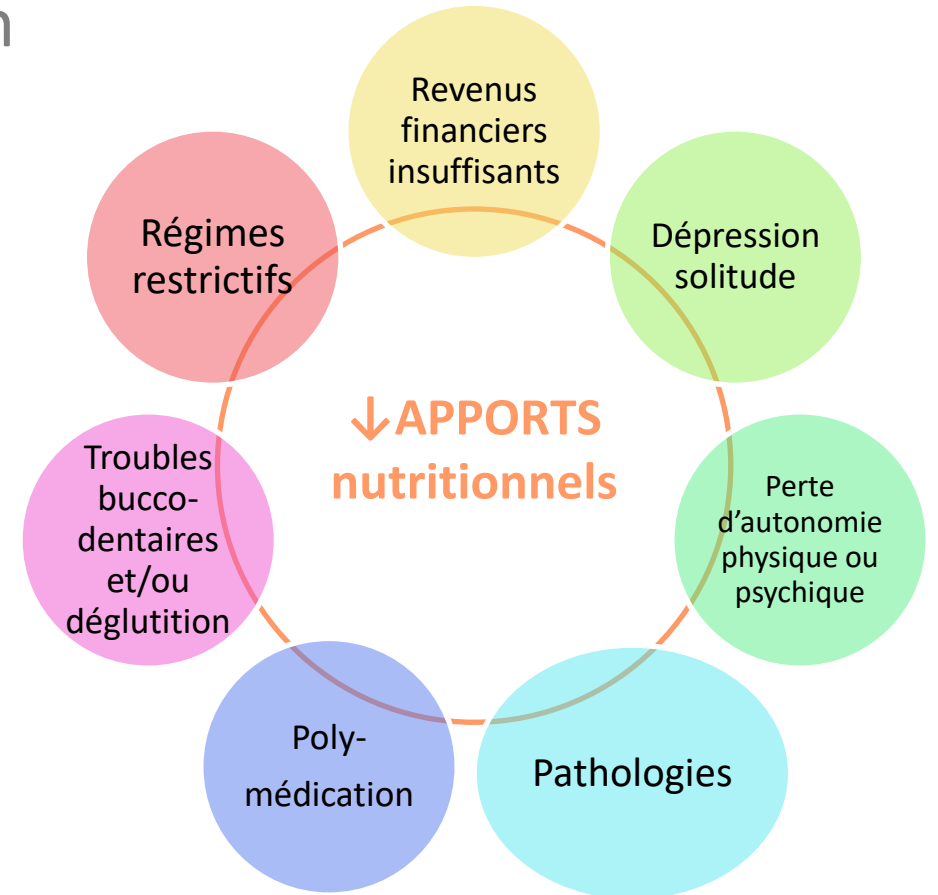 n
Revenus
financiers
insuffisants
Dépression
solitude
Perte
d’autonomie
physique ou
psychique
Pathologies
Poly-
médication
Troubles
bucco-
dentaires
et/ou
déglutition
Régimes
restrictifs
↓APPORTS
nutritionnels